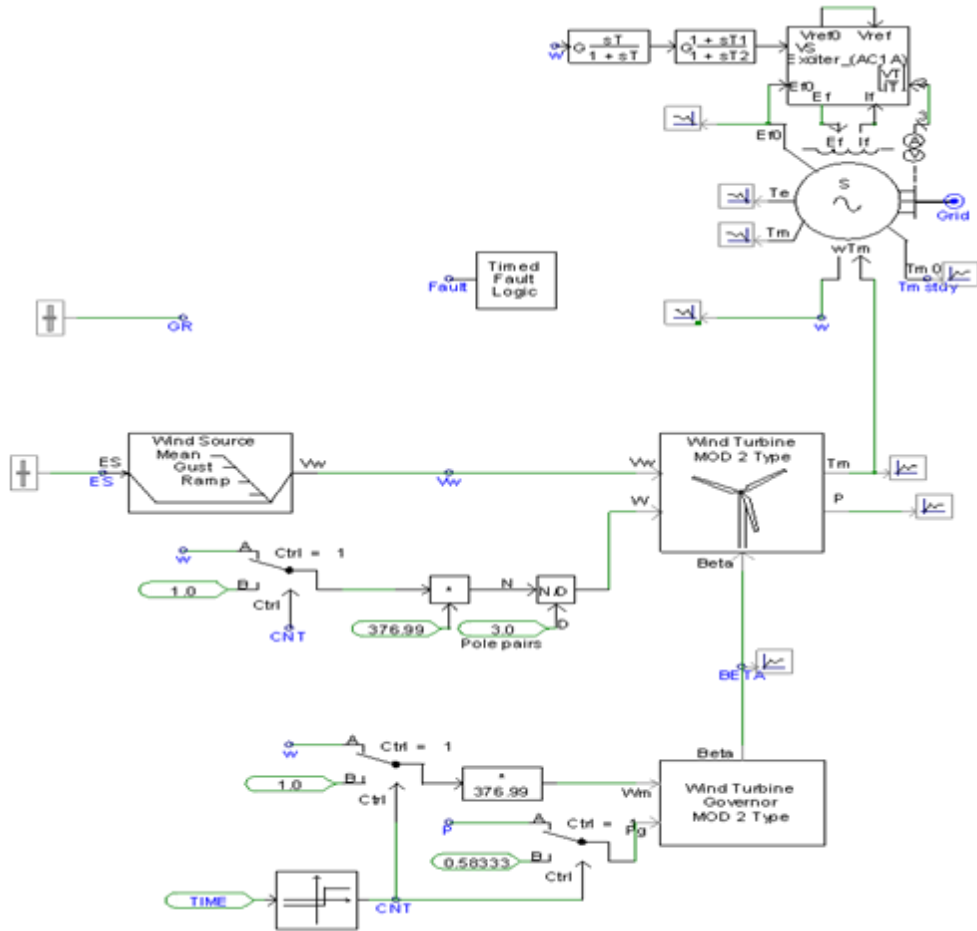 Vref0 Vref
VS
Exciter_(AC1A)
VT
IT
Ef0
Ef If
w
G sT
1 + sT
G 1 + sT1
1 + sT2
Ef0
Ef If
A
V
S
Te
Tm
Grid
wTm
Tm0
Tm stdy
w
Timed
Fault
Logic
Fault
GR
Wind Source
Mean
Gust
Ramp
ES
ES
Vw
Vw
Vw
W
Wind Turbine
MOD 2 Type
Tm
P
Beta
w
A
Ctrl = 1
1.0
B
Ctrl
CNT
*
N
N/D
D
376.99
3.0
Pole pairs
BETA
w
A
Ctrl = 1
1.0
B
Ctrl
*
376.99
Wm
Beta
Wind Turbine
Governor
MOD 2 Type
P
A
Ctrl = 1
Pg
0.58333
B
Ctrl
TIME
CNT